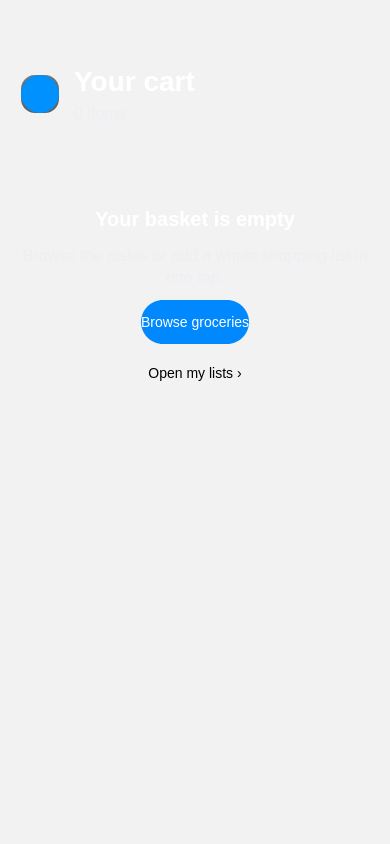 Your cart
0 items
Your basket is empty
Browse the aisles or add a whole shopping list in
one tap.
Browse groceries
Open my lists ›